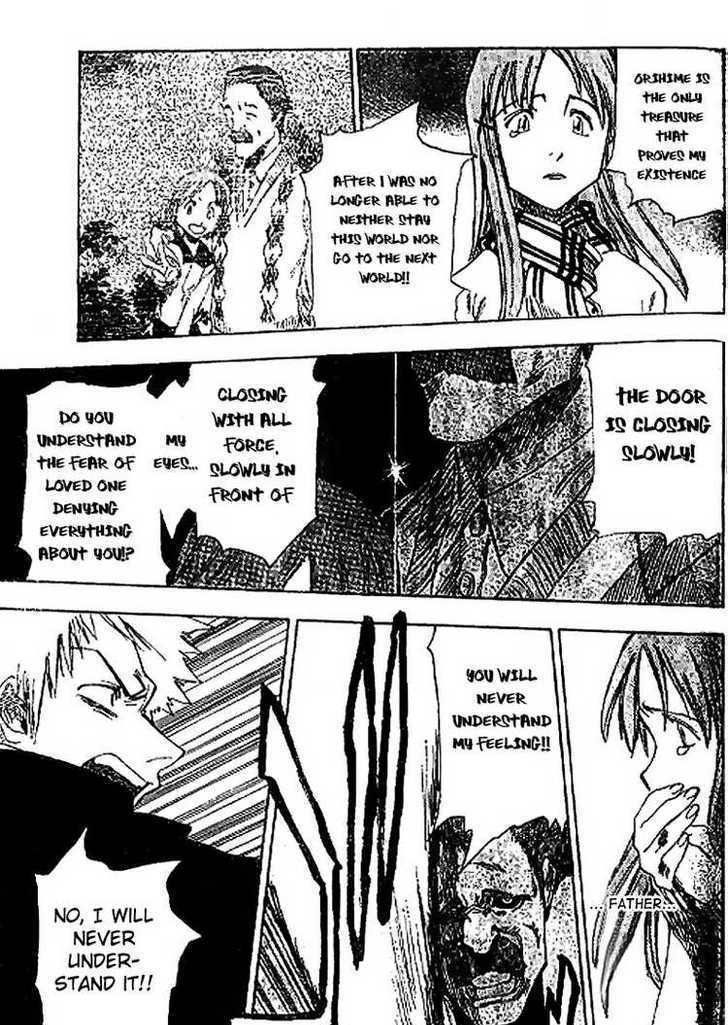 ORIHIME IS
THE ONLY
TREASURE
THAT
PROVES MY
EXISTENCE
AFTER I WAS NO
LONGER ABLE TO
NEITHER STAY
THIS WORLD NOR
GO TO THE NEXT
WORLD!!
THE DOOR
IS CLOSING
SLOWLY!
CLOSING
WITH ALL
FORCE,
SLOWLY IN
FRONT OF
MY
EYES...
DO YOU
UNDERSTAND
THE FEAR OF
LOVED ONE
DENYING
EVERYTHING
ABOUT YOU!?
...FATHER...
YOU WILL
NEVER
UNDERSTAND
MY FEELING!!
NO, I WILL
NEVER
UNDER-
STAND IT!!